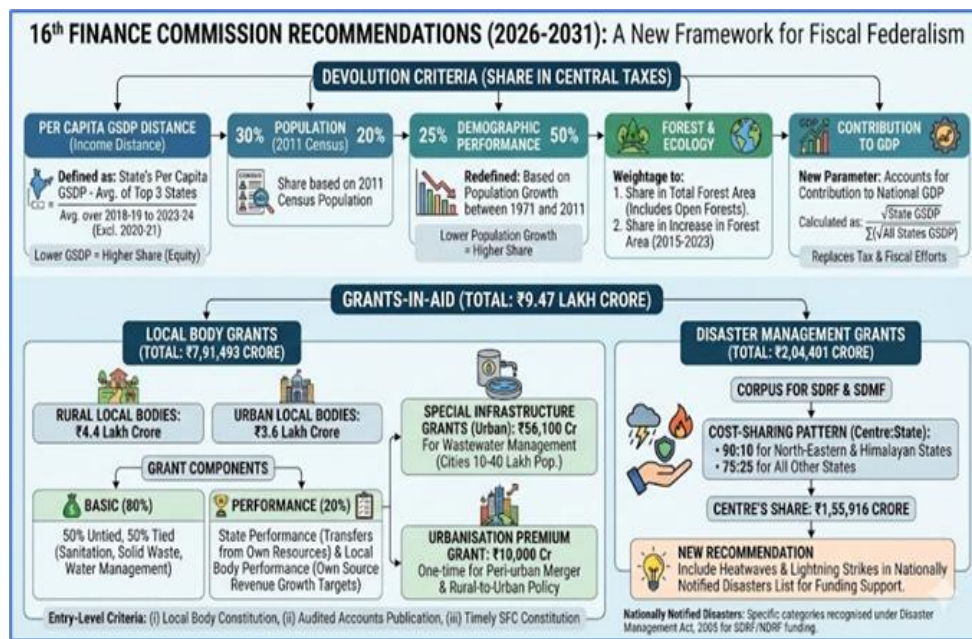 16th FINANCE COMMISSION RECOMMENDATIONS (2026-2031): A New Framework for Fiscal Federalism
DEVOLUTION CRITERIA (SHARE IN CENTRAL TAXES)
PER CAPITA GSDP DISTANCE
(Income Distance)
Defined as: State's Per Capita
GSDP - Avg. of Top 3 States
Avg. over 2018-19 to 2023-24
(Excl. 2020-21)
Lower GSDP = Higher Share (Equity)
30% POPULATION 20%
(2011 Census)
CENSUS
Share based on 2011
Census Population
25% DEMOGRAPHIC 50%
PERFORMANCE
Redefined: Based on
Population Growth
between 1971 and 2011
Lower Population Growth
= Higher Share
FOREST &
ECOLOGY
Weightage to:
1. Share in Total Forest Area
(Includes Open Forests).
2. Share in Increase in Forest
Area (2015-2023)
GDP
CONTRIBUTION
TO GDP
New Parameter: Accounts for
Contribution to National GDP
Calculated as: √State GSDP
∑(√All States GSDP)
Replaces Tax & Fiscal Efforts
GRANTS-IN-AID (TOTAL: ₹9.47 LAKH CRORE)
LOCAL BODY GRANTS
(TOTAL: ₹7,91,493 CRORE)
RURAL LOCAL BODIES:
₹4.4 Lakh Crore
URBAN LOCAL BODIES:
₹3.6 Lakh Crore
GRANT COMPONENTS
BASIC (80%)
50% Untied, 50% Tied
(Sanitation, Solid Waste,
Water Management)
PERFORMANCE (20%)
State Performance (Transfers
from Own Resources) & Local
Body Performance (Own Source
Revenue Growth Targets)
SPECIAL INFRASTRUCTURE
GRANTS (Urban): ₹56,100 Cr
For Wastewater Management
(Cities 10-40 Lakh Pop.)
URBANISATION PREMIUM
GRANT: ₹10,000 Cr
One-time for Peri-urban Merger
& Rural-to-Urban Policy
Entry-Level Criteria: (i) Local Body Constitution, (ii) Audited Accounts Publication, (iii) Timely SFC Constitution
DISASTER MANAGEMENT GRANTS
(TOTAL: ₹2,04,401 CRORE)
CORPUS FOR SDRF & SDMF
COST-SHARING PATTERN (Centre:State):
• 90:10 for North-Eastern & Himalayan States
• 75:25 for All Other States
CENTRE'S SHARE: ₹1,55,916 CRORE
NEW RECOMMENDATION
Include Heatwaves & Lightning Strikes in Nationally
Notified Disasters List for Funding Support.
Nationally Notified Disasters: Specific categories recognised under Disaster
Management Act, 2005 for SDRF/NDRF funding.